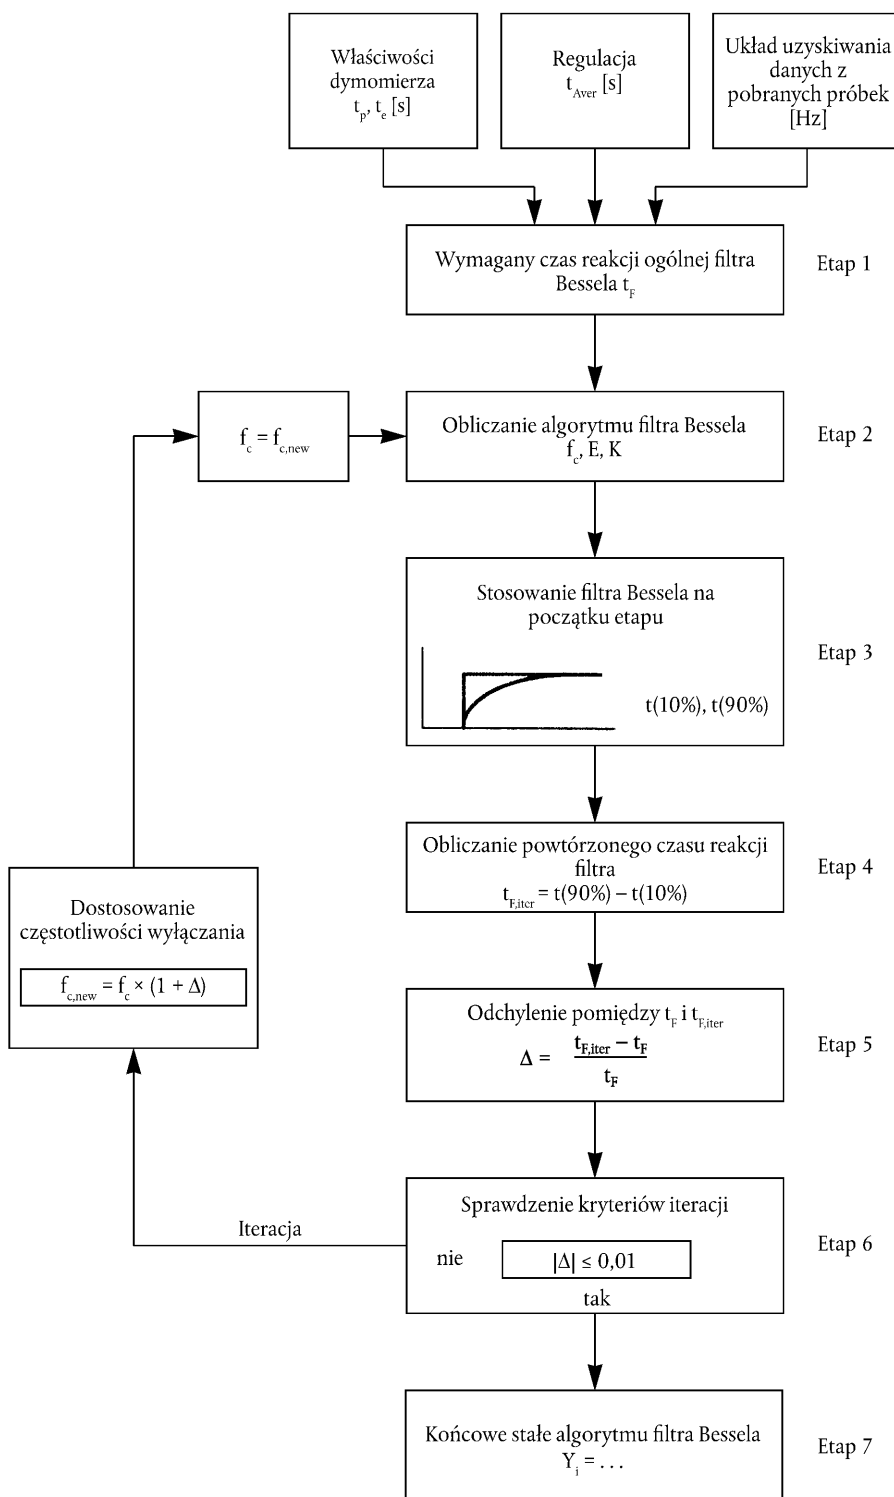 Właściwości
dymomierza
t_p, t_e [s]
Regulacja
t_Aver [s]
Układ uzyskiwania
danych z
pobranych próbek
[Hz]
Wymagany czas reakcji ogólnej filtra
Bessela t_F
Etap 1
f_c = f_c,new
Obliczanie algorytmu filtra Bessela
f_c, E, K
Etap 2
Stosowanie filtra Bessela na
początku etapu
t(10%), t(90%)
Etap 3
Obliczanie powtórzonego czasu reakcji
filtra
t_F,iter = t(90%) – t(10%)
Etap 4
Dostosowanie
częstotliwości wyłączania
f_c,new = f_c × (1 + Δ)
Odchylenie pomiędzy t_F i t_F,iter
Δ = (t_F,iter – t_F) / t_F
Etap 5
Sprawdzenie kryteriów iteracji
Iteracja
nie
|Δ| ≤ 0,01
tak
Etap 6
Końcowe stałe algorytmu filtra Bessela
Y_i = . . .
Etap 7